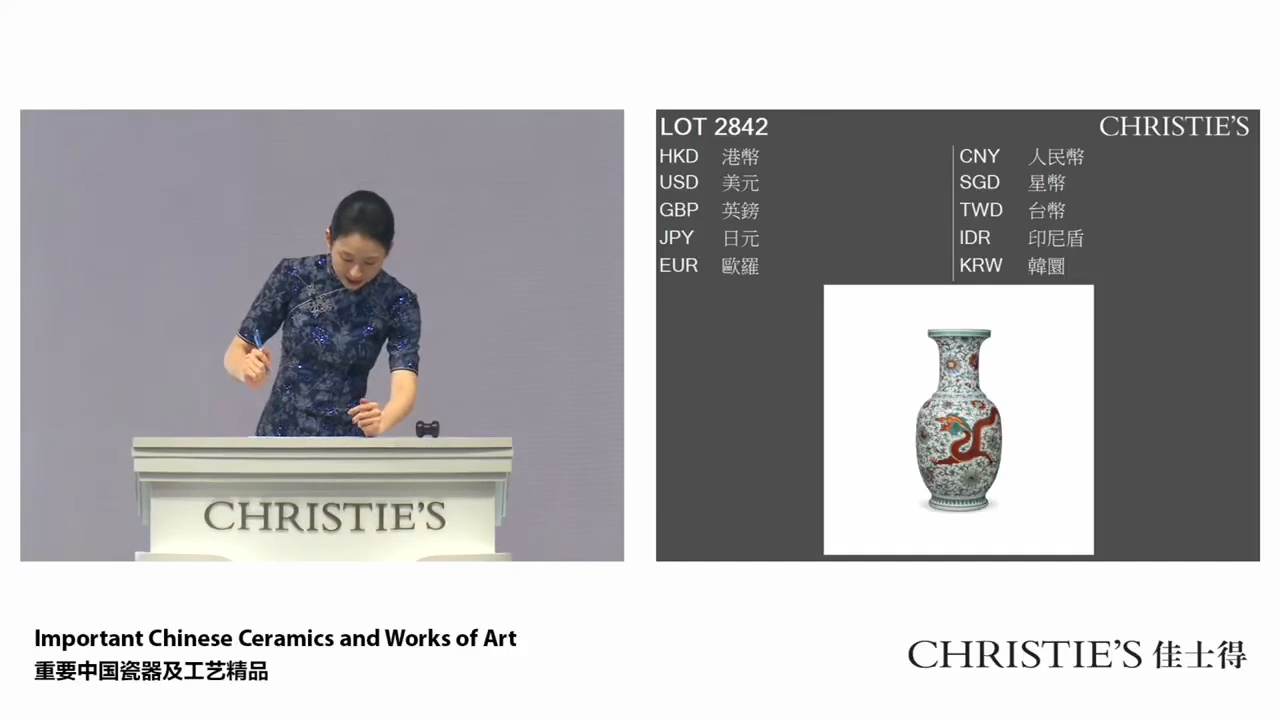 CHRISTIE'S
LOT 2842
CHRISTIE'S
HKD 港幣
USD 美元
GBP 英鎊
JPY 日元
EUR 歐羅
CNY 人民幣
SGD 星幣
TWD 台幣
IDR 印尼盾
KRW 韓圜
Important Chinese Ceramics and Works of Art
重要中国瓷器及工艺精品
CHRISTIE'S 佳士得